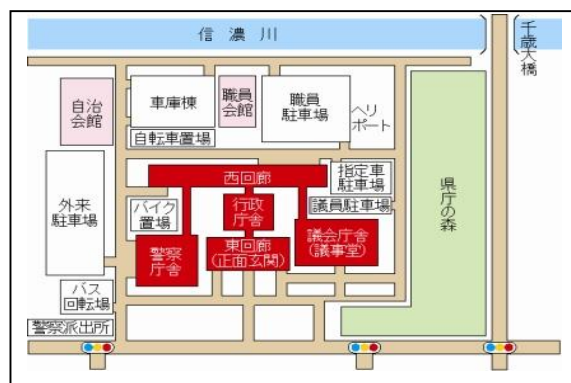 信濃川
千歳大橋
自治
会館
車庫棟
職員
会館
職員
駐車場
ヘリ
ポート
自転車置場
外来
駐車場
西回廊
指定車
駐車場
県庁の森
バイク
置場
行政
庁舎
議員駐車場
警察
庁舎
東回廊
(正面玄関)
議会庁舎
(議事堂)
バス
回転場
警察派出所